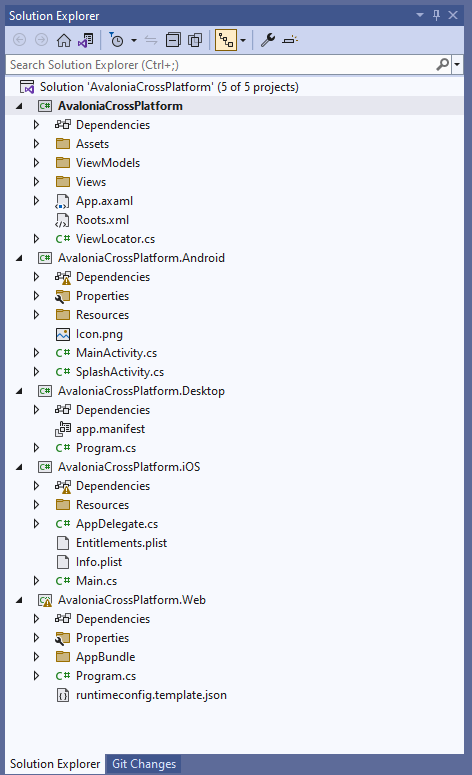 Solution Explorer
Search Solution Explorer (Ctrl+;)
Solution 'AvaloniaCrossPlatform' (5 of 5 projects)
C# AvaloniaCrossPlatform
Dependencies
Assets
ViewModels
Views
App.axaml
Roots.xml
C# ViewLocator.cs
C# AvaloniaCrossPlatform.Android
Dependencies
Properties
Resources
Icon.png
C# MainActivity.cs
C# SplashActivity.cs
C# AvaloniaCrossPlatform.Desktop
Dependencies
app.manifest
C# Program.cs
C# AvaloniaCrossPlatform.iOS
Dependencies
Resources
C# AppDelegate.cs
Entitlements.plist
Info.plist
C# Main.cs
AvaloniaCrossPlatform.Web
Dependencies
Properties
AppBundle
C# Program.cs
runtimeconfig.template.json
Solution Explorer Git Changes